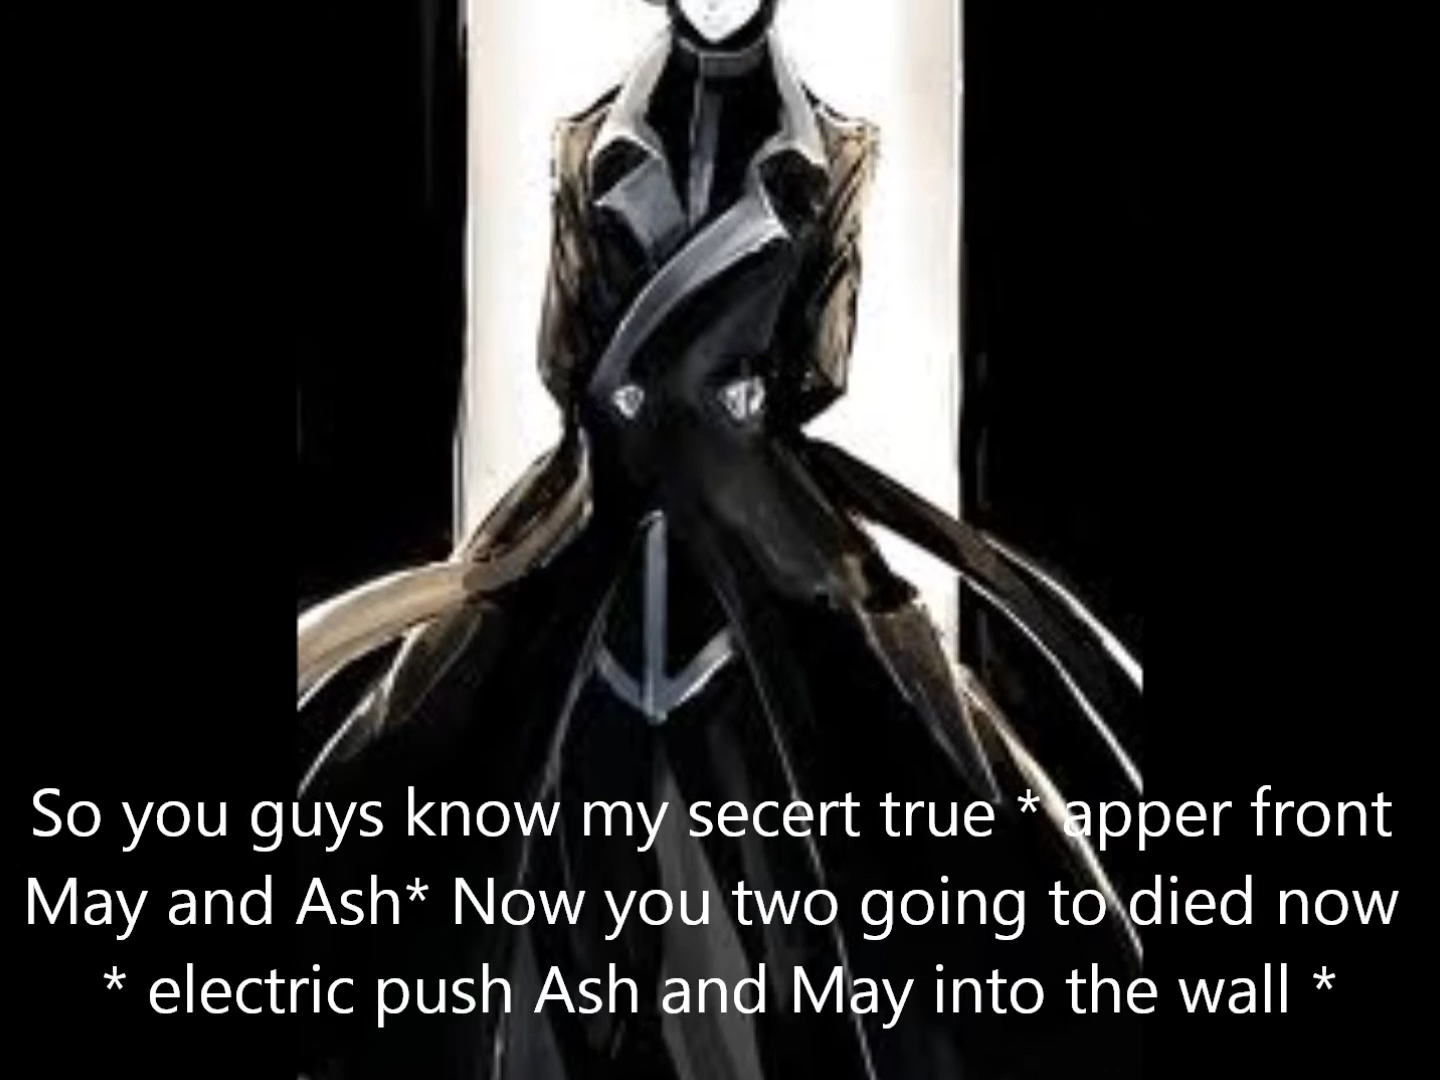 So you guys know my secert true * apper front
May and Ash* Now you two going to died now
* electric push Ash and May into the wall *